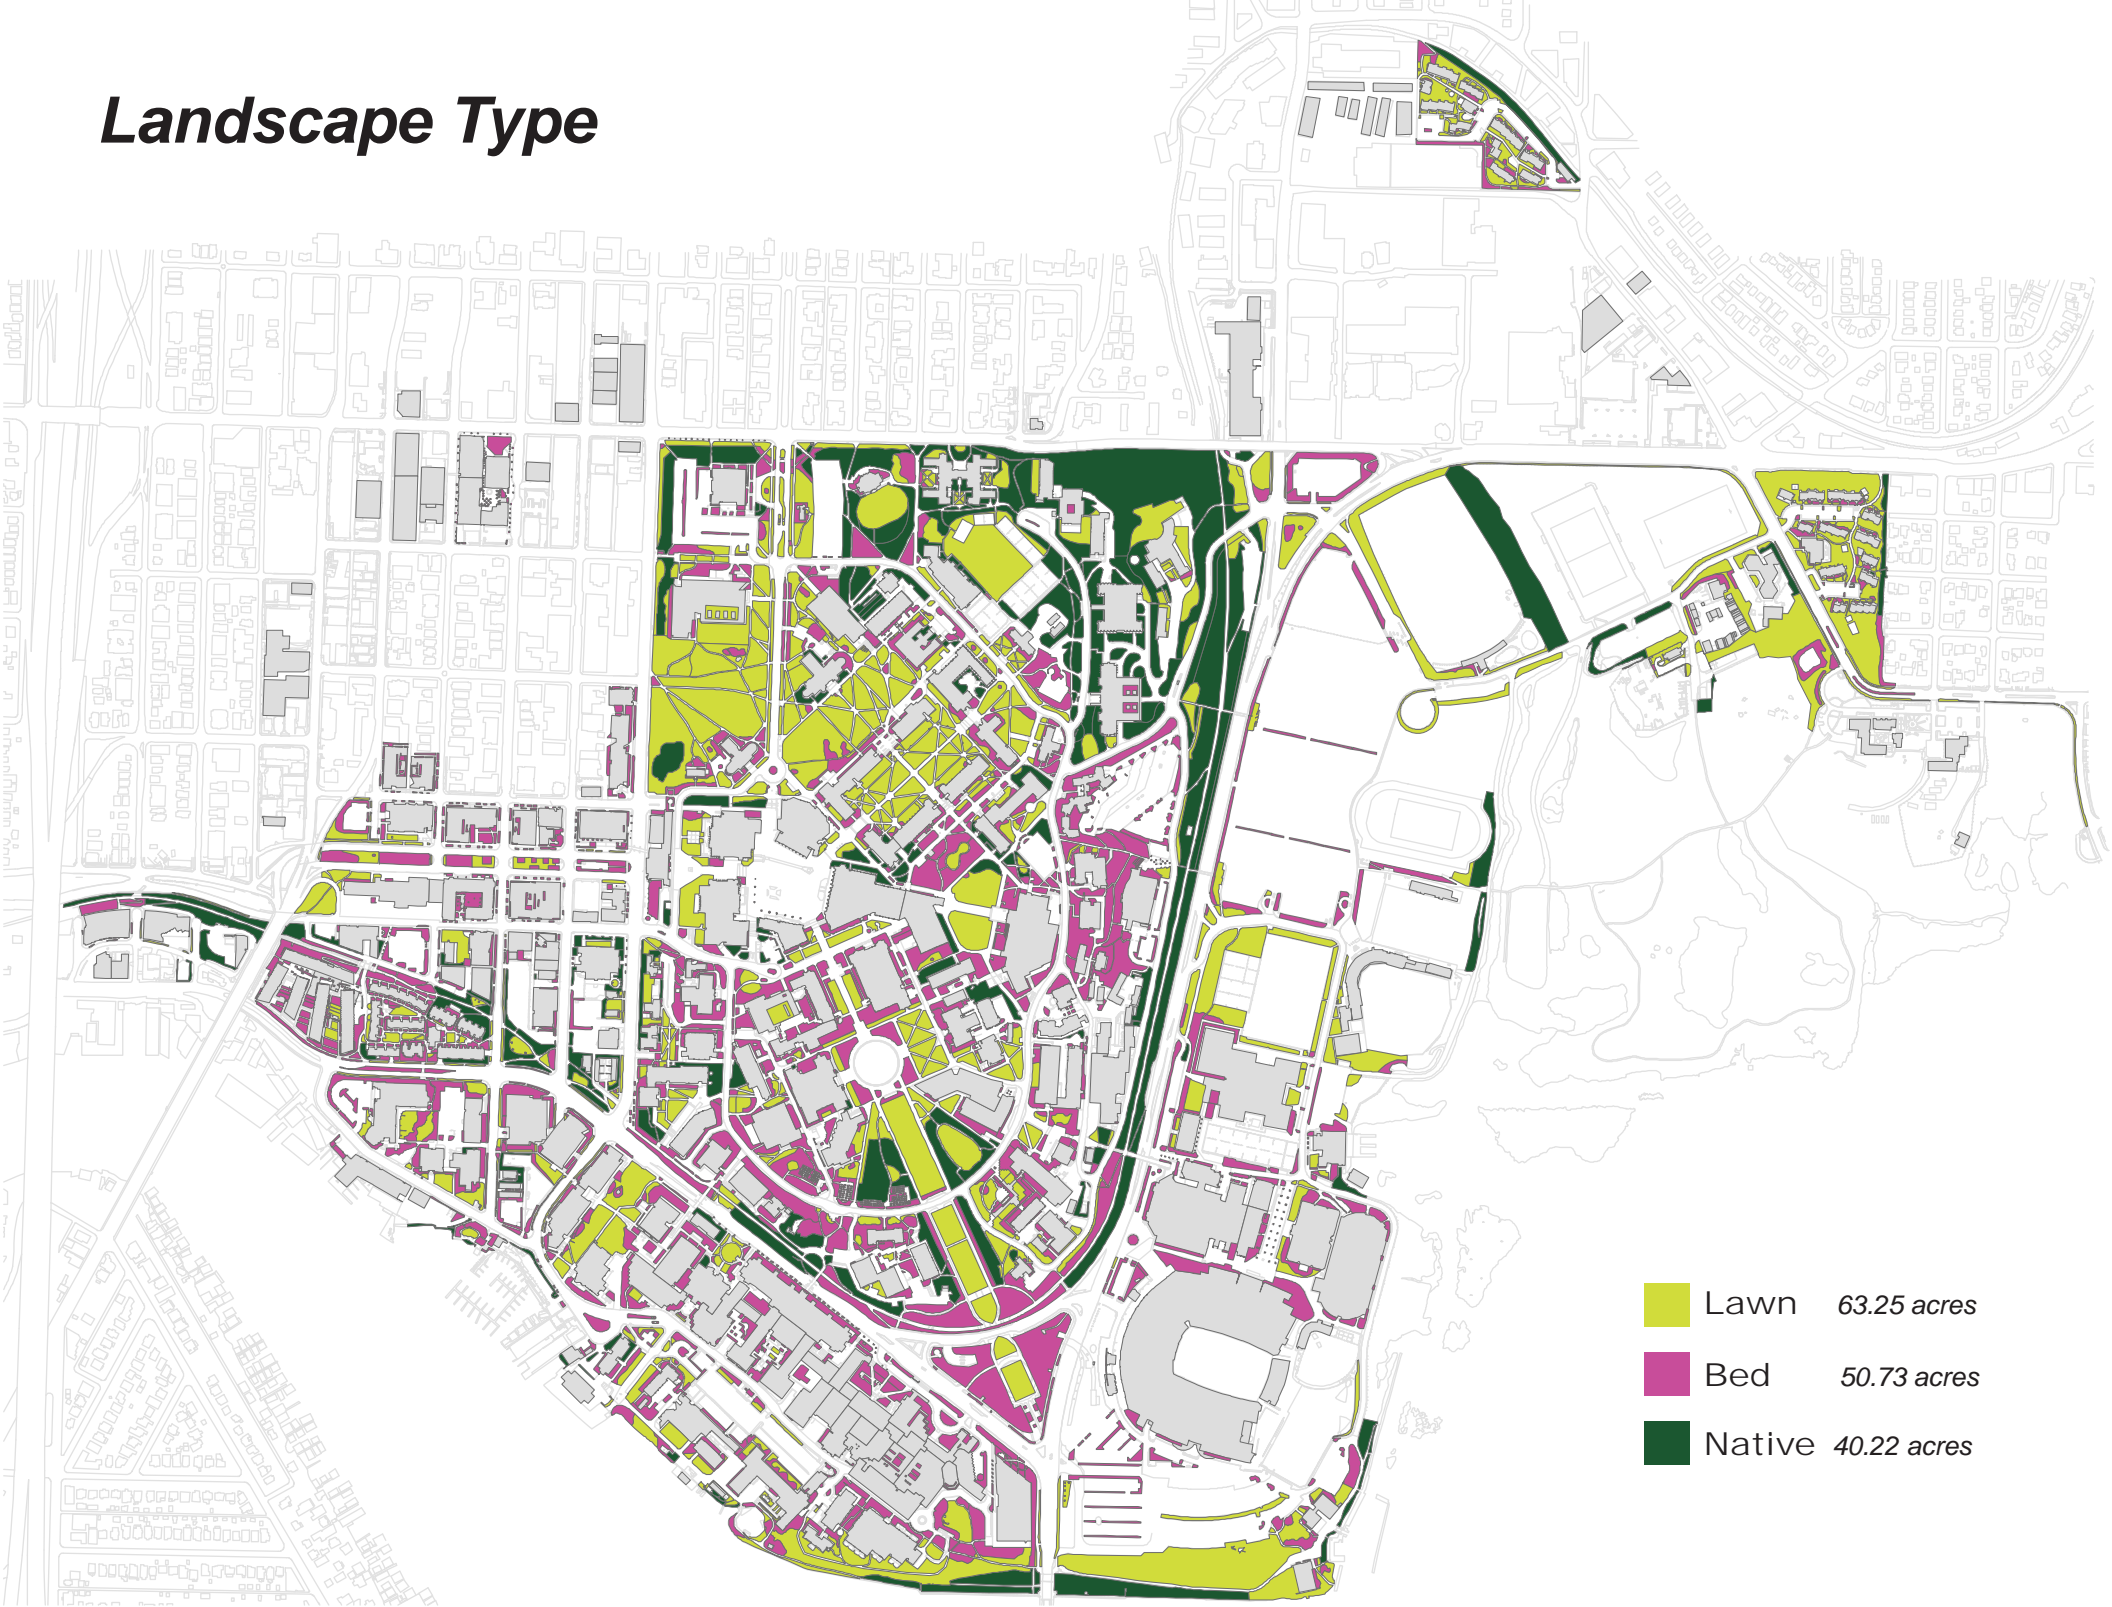 Landscape Type
Lawn 63.25 acres
Bed 50.73 acres
Native 40.22 acres